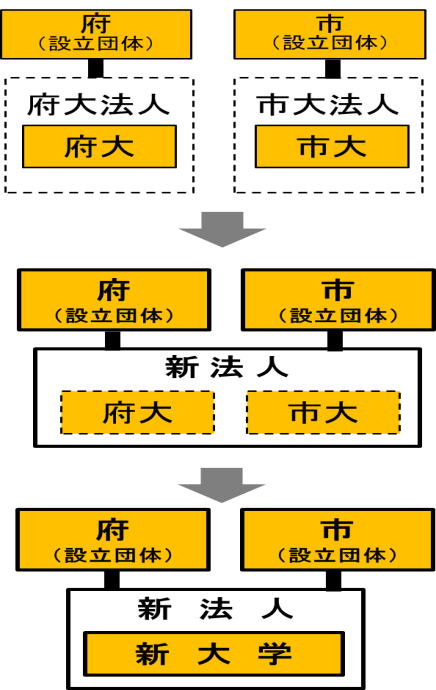 府
（設立団体）
市
（設立団体）
府大法人
府大
市大法人
市大
府
（設立団体）
市
（設立団体）
新法人
府大
市大
府
（設立団体）
市
（設立団体）
新法人
新大学